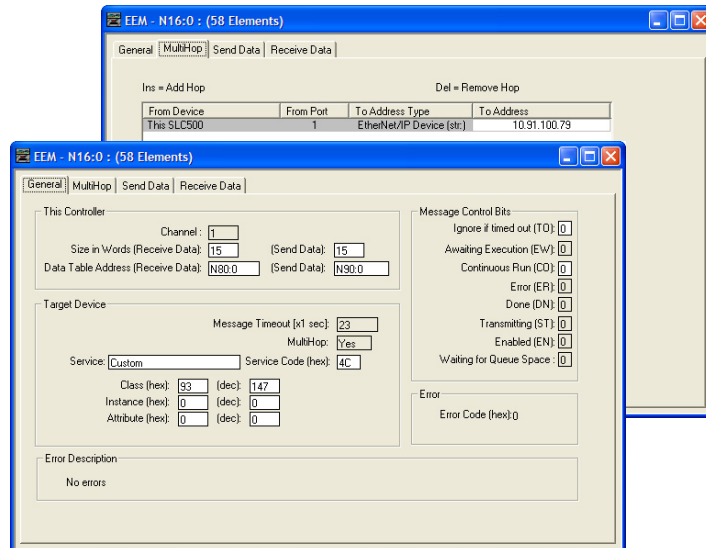 EEM - N16:0 : (58 Elements)
General MultiHop Send Data Receive Data
Ins = Add Hop Del = Remove Hop
From Device From Port To Address Type To Address
This SLC500 1 EtherNet/IP Device (str.) 10.91.100.79
EEM - N16:0 : (58 Elements)
General MultiHop Send Data Receive Data
This Controller
Channel : 1
Size in Words (Receive Data): 15 (Send Data): 15
Data Table Address (Receive Data): N80:0 (Send Data): N90:0
Target Device
Message Timeout [x1 sec]: 23
MultiHop: Yes
Service: Custom Service Code (hex): 4C
Class (hex): 93 (dec): 147
Instance (hex): 0 (dec): 0
Attribute (hex): 0 (dec): 0
Message Control Bits
Ignore if timed out (TO): 0
Awaiting Execution (EW): 0
Continuous Run (CO): 0
Error (ER): 0
Done (DN): 0
Transmitting (ST): 0
Enabled (EN): 0
Waiting for Queue Space : 0
Error
Error Code (hex):0
Error Description
No errors